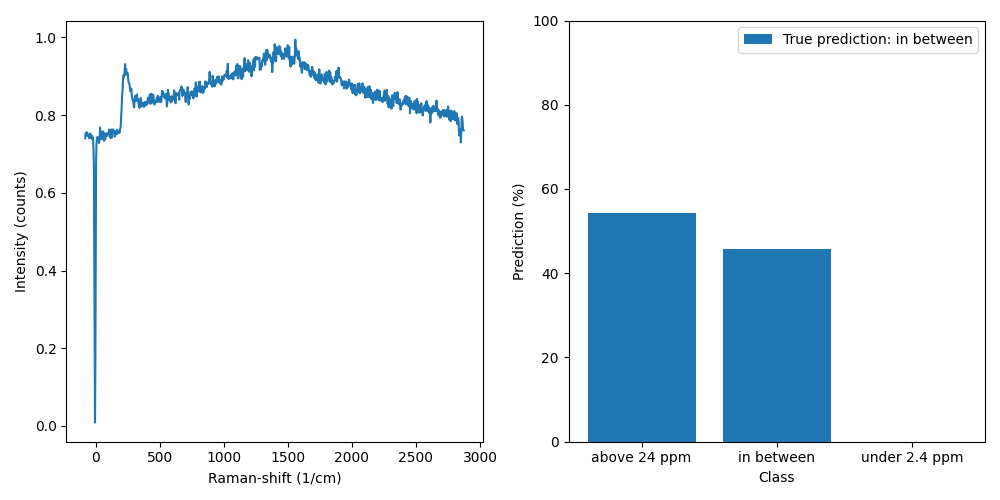 1.0
0.8
0.6
0.4
0.2
0.0
0
500
1000
1500
2000
2500
3000
Raman-shift (1/cm)
Intensity (counts)
100
80
60
40
20
0
above 24 ppm
in between
under 2.4 ppm
Class
Prediction (%)
True prediction: in between